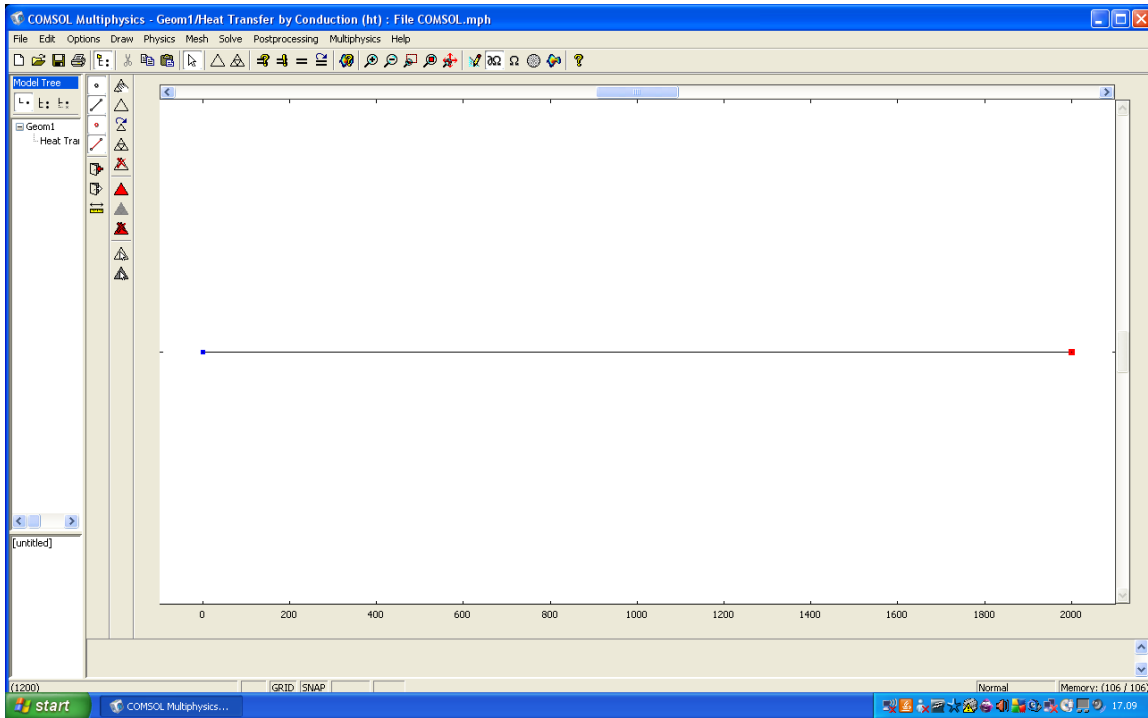 COMSOL Multiphysics - Geom1/Heat Transfer by Conduction (ht) : File COMSOL.mph
File Edit Options Draw Physics Mesh Solve Postprocessing Multiphysics Help
Model Tree
Geom1
Heat Tra
[untitled]
0 200 400 600 800 1000 1200 1400 1600 1800 2000
(1200) GRID SNAP Normal Memory: (106 / 106)
start COMSOL Multiphysics... 17.09